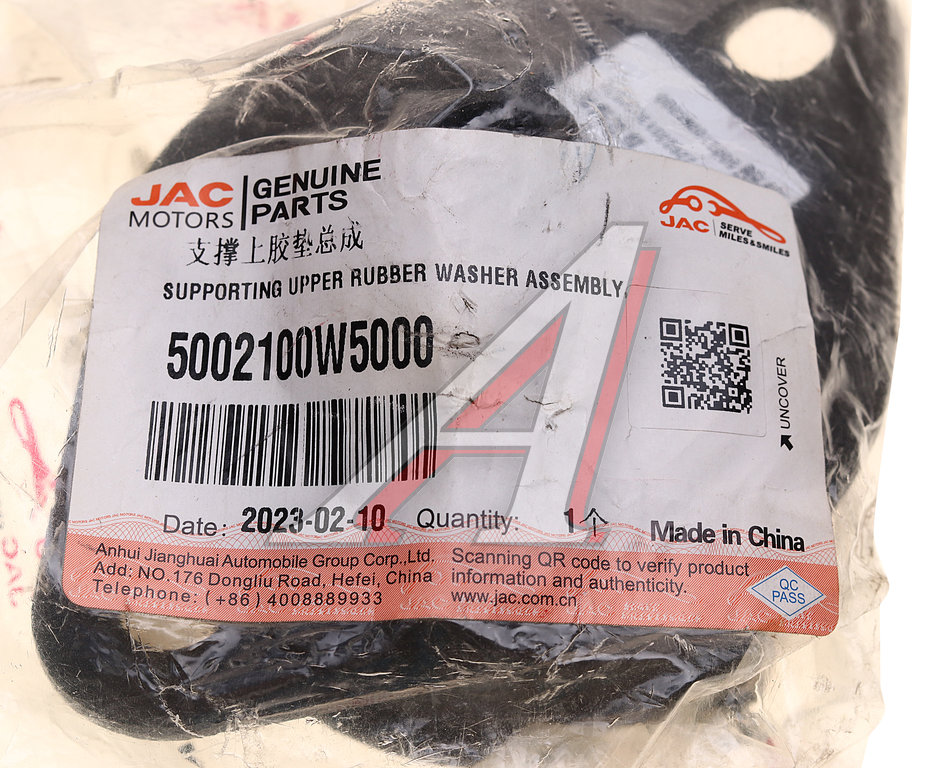 JAC MOTORS
GENUINE PARTS
JAC SERVE MILES&SMILES
支撑上胶垫总成
SUPPORTING UPPER RUBBER WASHER ASSEMBLY
5002100W5000
UNCOVER
Date: 2023-02-10 Quantity: 1个 Made in China
Anhui Jianghuai Automobile Group Corp.,Ltd.
Add: NO.176 Dongliu Road, Hefei, China
Telephone: (+86) 4008889933
Scanning QR code to verify product
information and authenticity.
www.jac.com.cn
QC
PASS
JAC